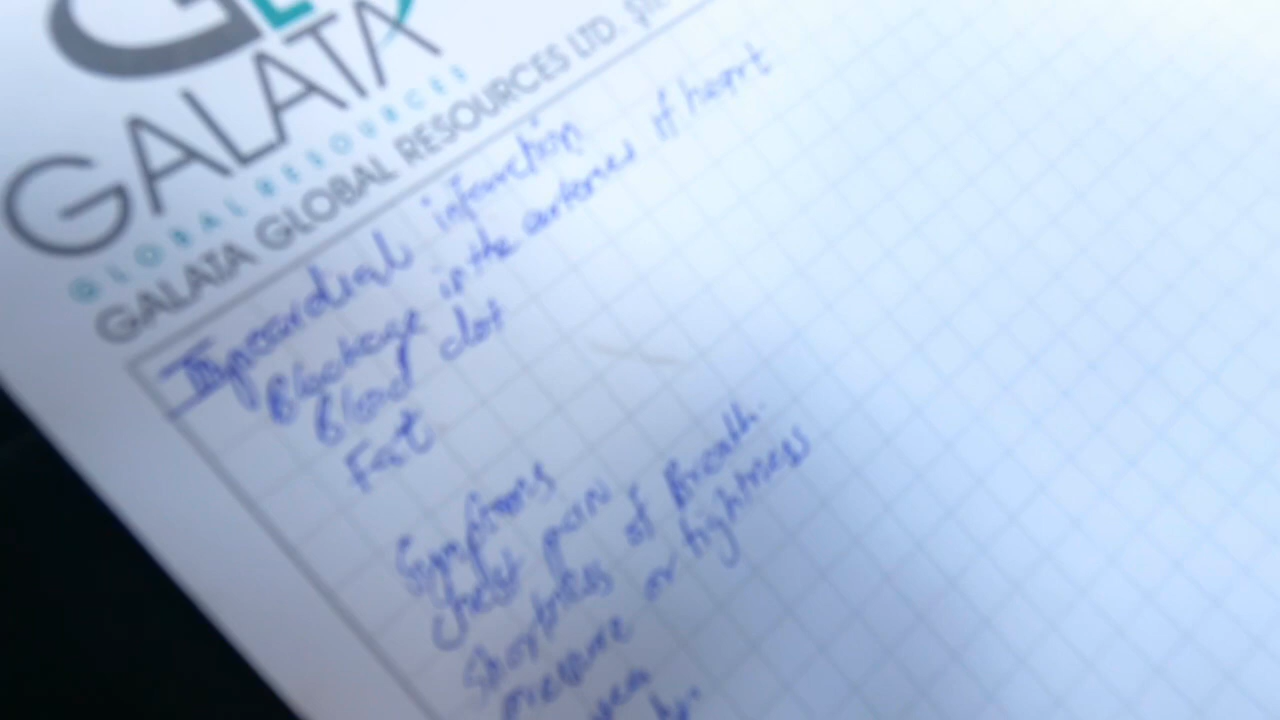 GALATA
GLOBAL RESOURCES
GALATA GLOBAL RESOURCES LTD. ŞTİ.
Myocardial infarction
Blockage in the arteries of heart
Blood clot
Fat
Symptoms
Chest pain
Shortness of Breath
pressure or tightness